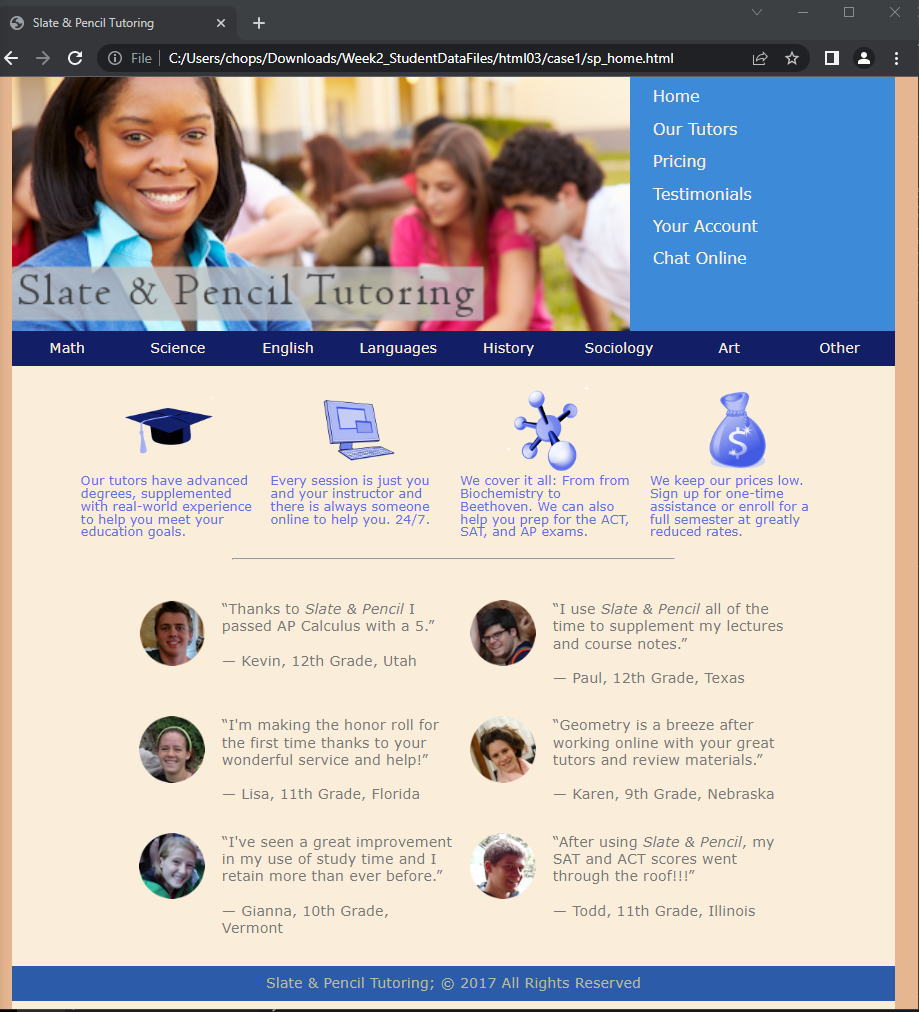 Slate & Pencil Tutoring
File
C:/Users/chops/Downloads/Week2_StudentDataFiles/html03/case1/sp_home.html
Home
Our Tutors
Pricing
Testimonials
Your Account
Chat Online
Slate & Pencil Tutoring
Math Science English Languages History Sociology Art Other
$
Our tutors have advanced
degrees, supplemented
with real-world experience
to help you meet your
education goals.
Every session is just you
and your instructor and
there is always someone
online to help you. 24/7.
We cover it all: From from
Biochemistry to
Beethoven. We can also
help you prep for the ACT,
SAT, and AP exams.
We keep our prices low.
Sign up for one-time
assistance or enroll for a
full semester at greatly
reduced rates.
“Thanks to Slate & Pencil I
passed AP Calculus with a 5.”
— Kevin, 12th Grade, Utah
“I use Slate & Pencil all of the
time to supplement my lectures
and course notes.”
— Paul, 12th Grade, Texas
“I'm making the honor roll for
the first time thanks to your
wonderful service and help!”
— Lisa, 11th Grade, Florida
“Geometry is a breeze after
working online with your great
tutors and review materials.”
— Karen, 9th Grade, Nebraska
“I've seen a great improvement
in my use of study time and I
retain more than ever before.”
— Gianna, 10th Grade,
Vermont
“After using Slate & Pencil, my
SAT and ACT scores went
through the roof!!!”
— Todd, 11th Grade, Illinois
Slate & Pencil Tutoring; © 2017 All Rights Reserved